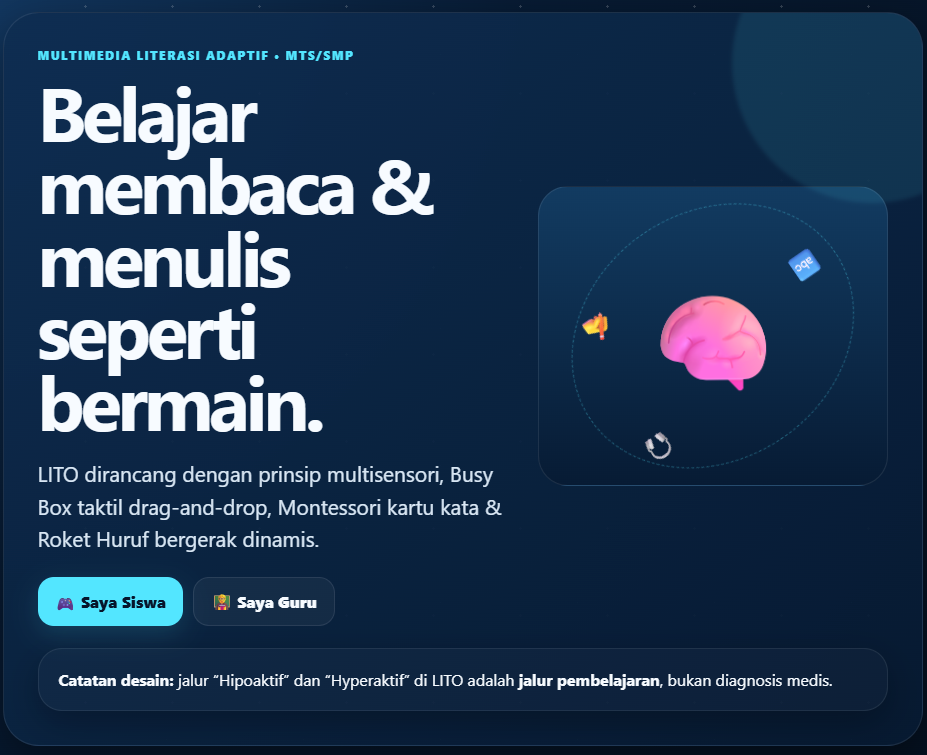 MULTIMEDIA LITERASI ADAPTIF • MTS/SMP
Belajar
membaca &
menulis
seperti
bermain.
LITO dirancang dengan prinsip multisensori, Busy
Box taktil drag-and-drop, Montessori kartu kata &
Roket Huruf bergerak dinamis.
Saya Siswa
Saya Guru
abc
Catatan desain: jalur “Hipoaktif” dan “Hyperaktif” di LITO adalah jalur pembelajaran, bukan diagnosis medis.